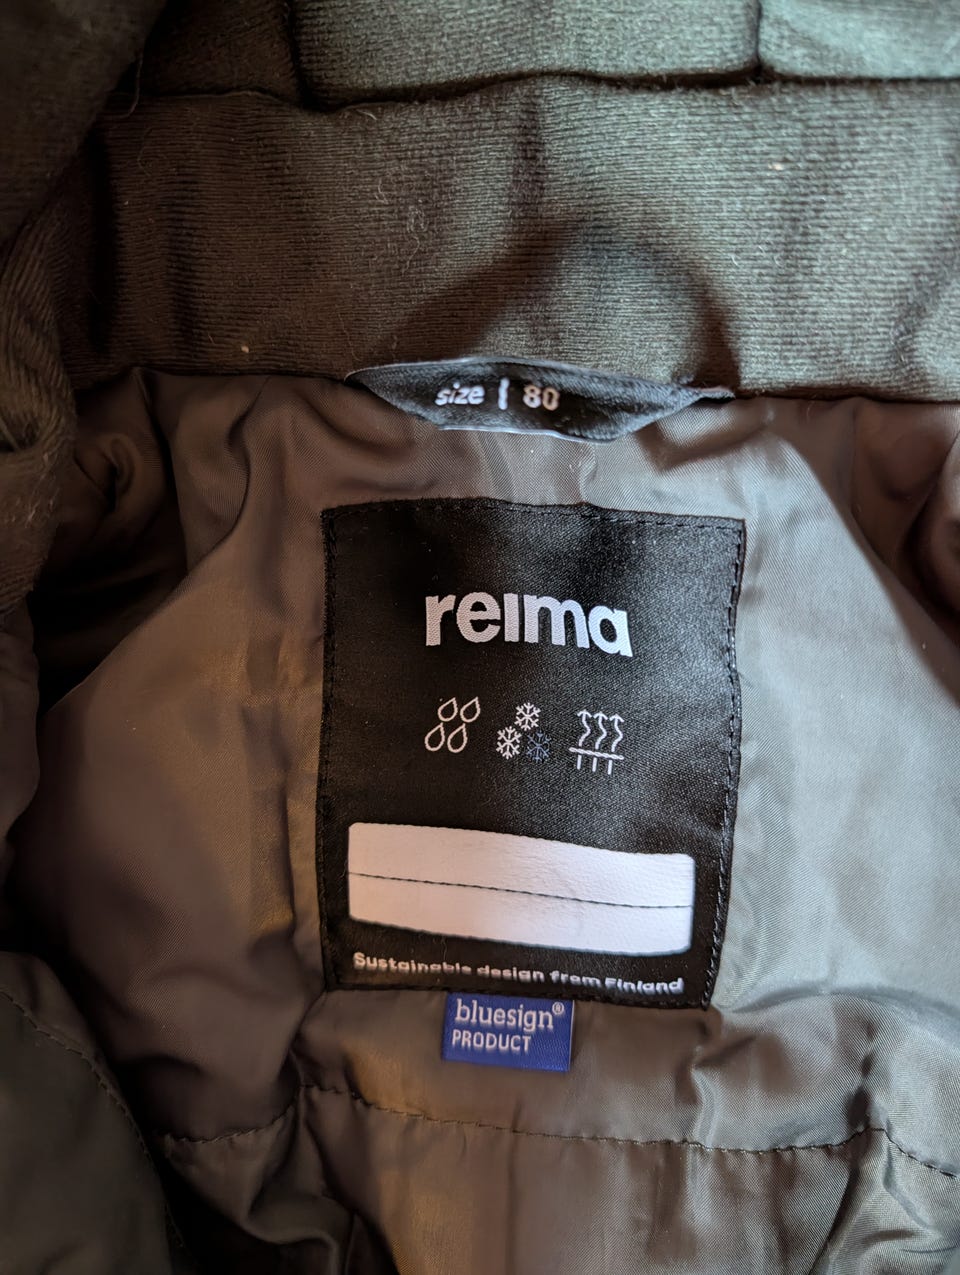 size | 80
reima
Sustainable design from Finland
bluesign®
PRODUCT